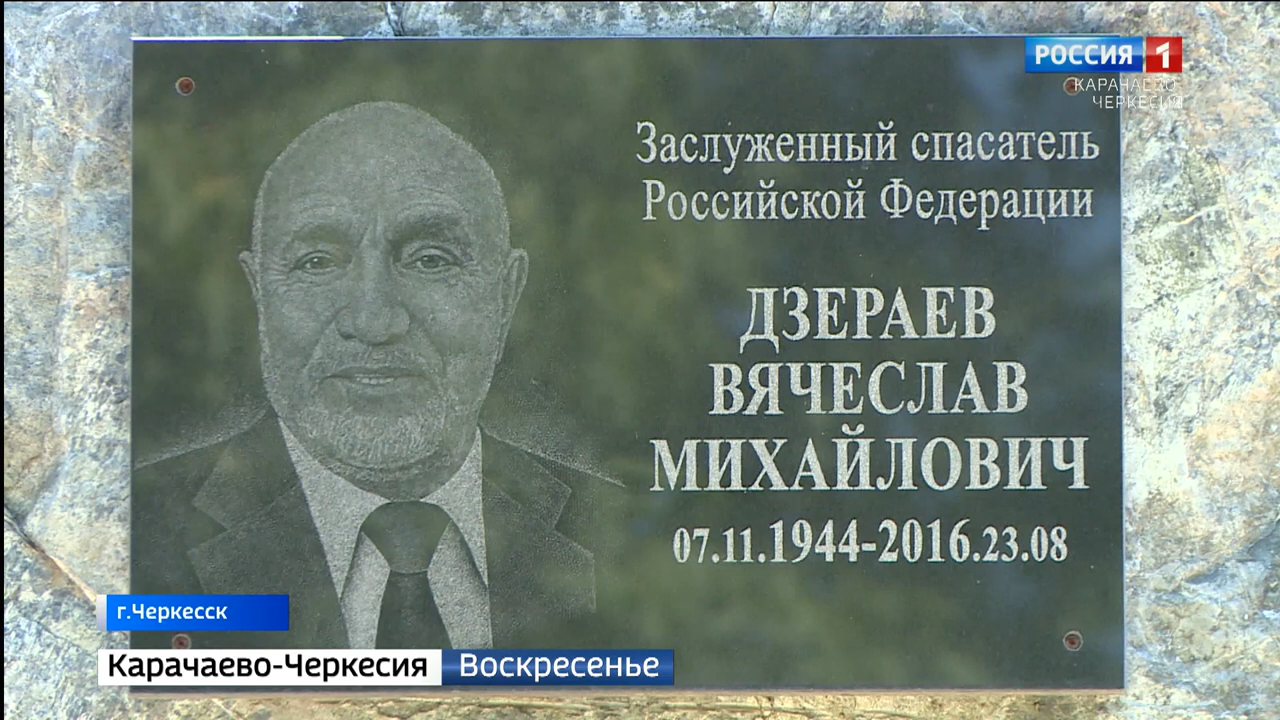 РОССИЯ 1
КАРАЧАЕВО-
ЧЕРКЕСИЯ
Заслуженный спасатель
Российской Федерации
ДЗЕРАЕВ
ВЯЧЕСЛАВ
МИХАЙЛОВИЧ
07.11.1944-2016.23.08
г.Черкесск
Карачаево-Черкесия Воскресенье